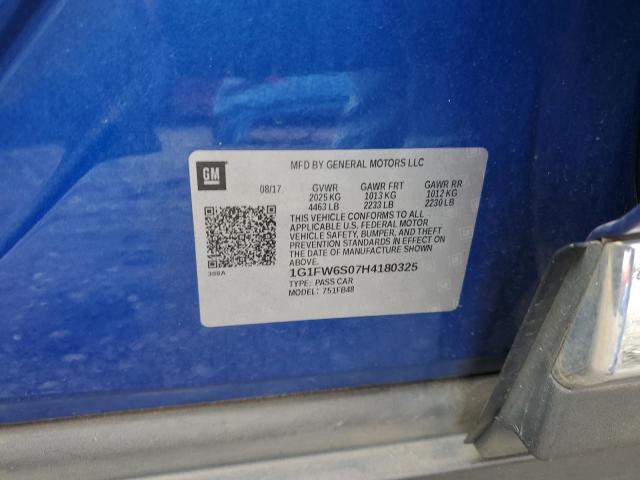 GM
MFD BY GENERAL MOTORS LLC
08/17 GVWR GAWR FRT GAWR RR
2025 KG 1013 KG 1012 KG
4463 LB 2233 LB 2230 LB
THIS VEHICLE CONFORMS TO ALL
APPLICABLE U.S. FEDERAL MOTOR
VEHICLE SAFETY, BUMPER, AND THEFT
PREVENTION STANDARDS IN EFFECT ON
THE DATE OF MANUFACTURE SHOWN
ABOVE.
1G1FW6S07H4180325
TYPE: PASS CAR
MODEL: 751FB48